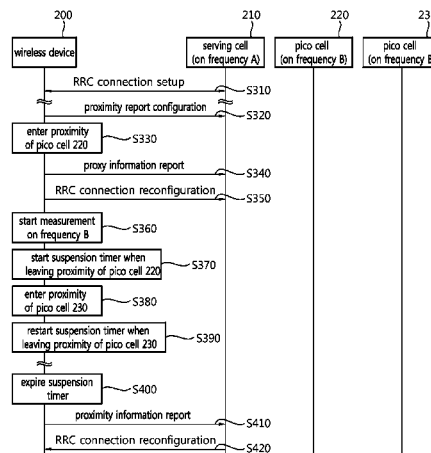 200
210
220
23
wireless device
serving cell
(on frequency A)
pico cell
(on frequency B)
pico cell
(on frequency B
RRC connection setup
S310
proximity report configuration
S320
enter proximity
of pico cell 220
S330
proxy information report
S340
RRC connection reconfiguration
S350
start measurement
on frequency B
S360
start suspension timer when
leaving proximity of pico cell 220
S370
enter proximity
of pico cell 230
S380
restart suspension timer when
leaving proximity of pico cell 230
S390
expire suspension
timer
S400
proximity information report
S410
RRC connection reconfiguration
S420